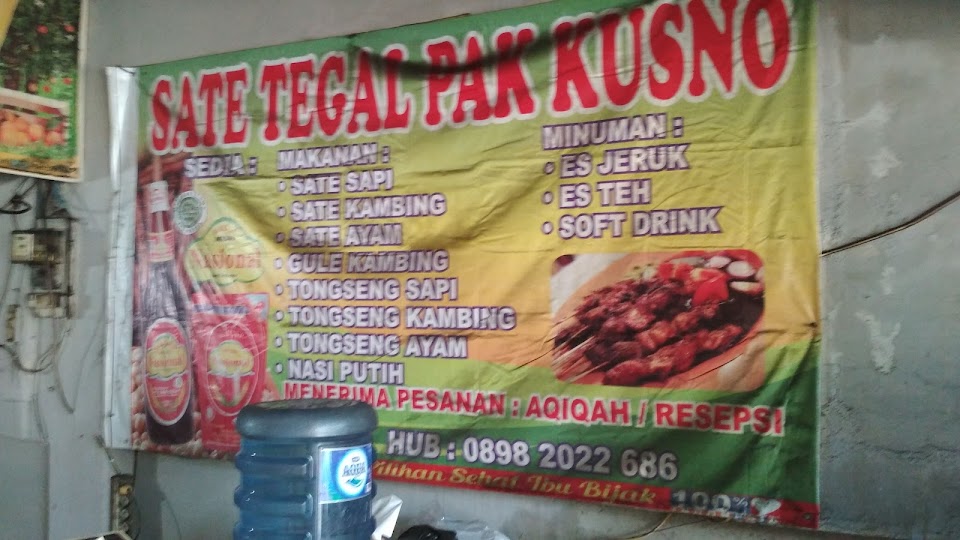 SATE TEGAL PAK KUSNO
SEDIA :
MAKANAN :
• SATE SAPI
• SATE KAMBING
• SATE AYAM
• GULE KAMBING
• TONGSENG SAPI
• TONGSENG KAMBING
• TONGSENG AYAM
• NASI PUTIH
MINUMAN :
• ES JERUK
• ES TEH
• SOFT DRINK
Nasional
MENERIMA PESANAN : AQIQAH / RESEPSI
HUB : 0898 2022 686
Pilihan Sehat Ibu Bijak
AQUA